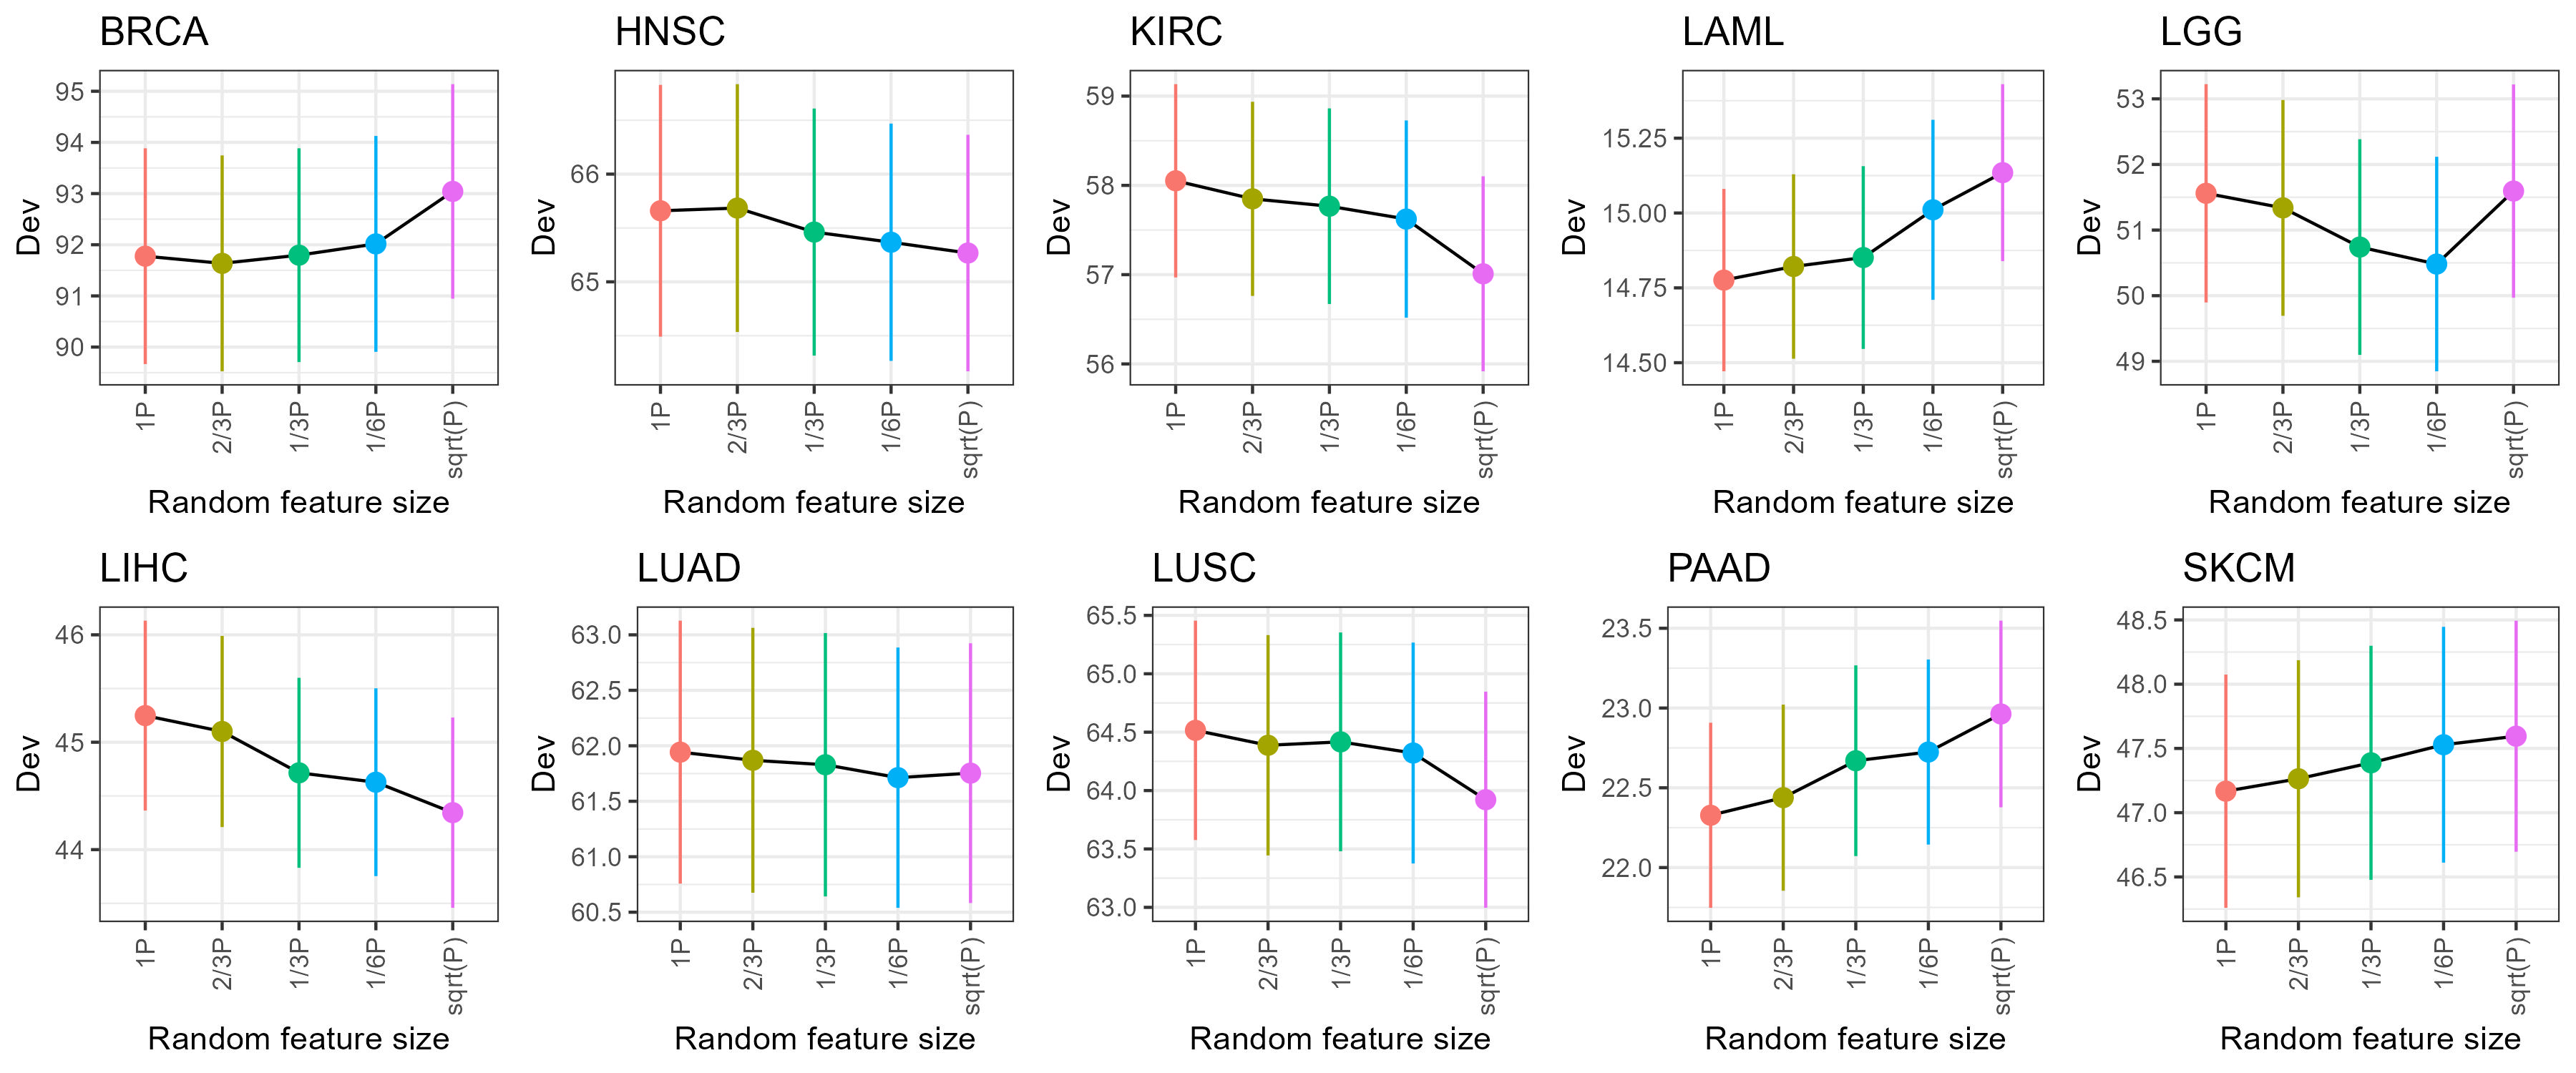 BRCA
Dev
95
94
93
92
91
90
1P
2/3P
1/3P
1/6P
sqrt(P)
Random feature size
HNSC
Dev
66
65
1P
2/3P
1/3P
1/6P
sqrt(P)
Random feature size
KIRC
Dev
59
58
57
56
1P
2/3P
1/3P
1/6P
sqrt(P)
Random feature size
LAML
Dev
15.25
15.00
14.75
14.50
1P
2/3P
1/3P
1/6P
sqrt(P)
Random feature size
LGG
Dev
53
52
51
50
49
1P
2/3P
1/3P
1/6P
sqrt(P)
Random feature size
LIHC
Dev
46
45
44
1P
2/3P
1/3P
1/6P
sqrt(P)
Random feature size
LUAD
Dev
63.0
62.5
62.0
61.5
61.0
60.5
1P
2/3P
1/3P
1/6P
sqrt(P)
Random feature size
LUSC
Dev
65.5
65.0
64.5
64.0
63.5
63.0
1P
2/3P
1/3P
1/6P
sqrt(P)
Random feature size
PAAD
Dev
23.5
23.0
22.5
22.0
1P
2/3P
1/3P
1/6P
sqrt(P)
Random feature size
SKCM
Dev
48.5
48.0
47.5
47.0
46.5
1P
2/3P
1/3P
1/6P
sqrt(P)
Random feature size